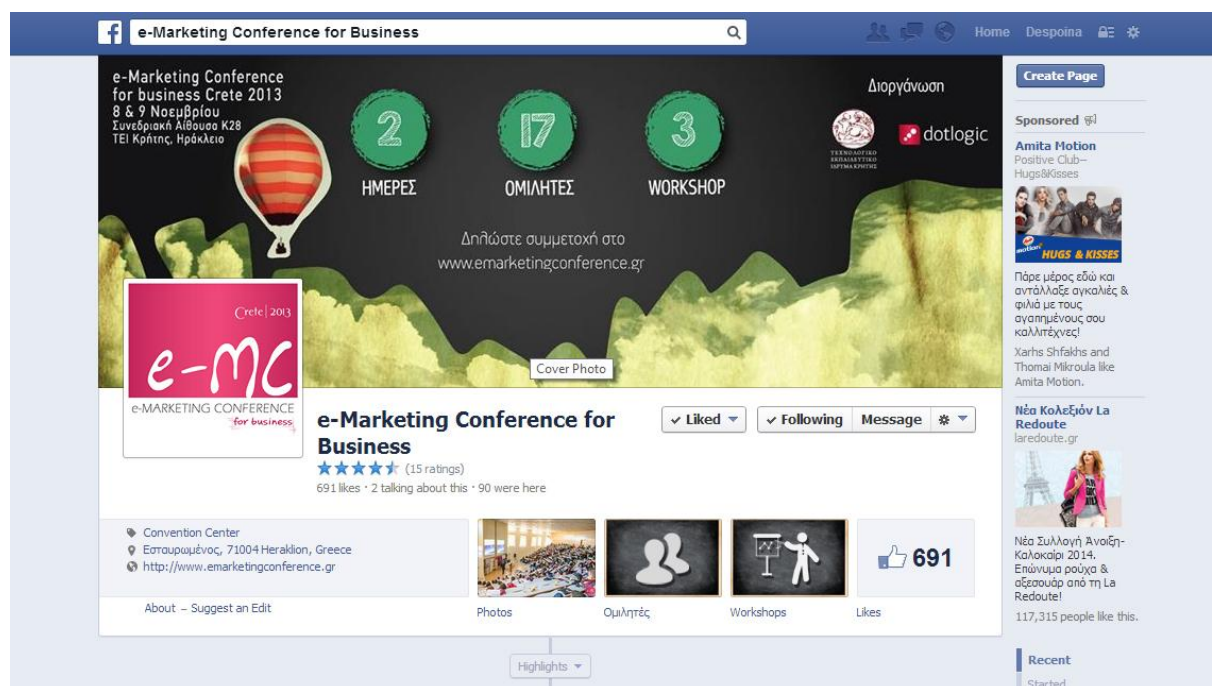 e-Marketing Conference for Business
Home Despoina
e-Marketing Conference
for business Crete 2013
8 & 9 Νοεμβρίου
Συνεδριακή Αίθουσα Κ28
ΤΕΙ Κρήτης, Ηράκλειο
2
ΗΜΕΡΕΣ
17
ΟΜΙΛΗΤΕΣ
3
WORKSHOP
Διοργάνωση
ΤΕΧΝΟΛΟΓΙΚΟ
ΕΚΠΑΙΔΕΥΤΙΚΟ
ΙΔΡΥΜΑ ΚΡΗΤΗΣ
dotlogic
Δηλώστε συμμετοχή στο
www.emarketingconference.gr
Cover Photo
Crete | 2013
e-MC
e-MARKETING CONFERENCE
for business
e-Marketing Conference for
Business
(15 ratings)
691 likes · 2 talking about this · 90 were here
Liked
Following Message
Convention Center
Εσταυρωμένος, 71004 Heraklion, Greece
http://www.emarketingconference.gr
About – Suggest an Edit
Photos
Ομιλητές
Workshops
691
Likes
Highlights
Create Page
Sponsored
Amita Motion
Positive Club–
Hugs&Kisses
motion
HUGS & KISSES
Πάρε μέρος εδώ και
αντάλλαξε αγκαλιές &
φιλιά με τους
αγαπημένους σου
καλλιτέχνες!
Xarhs Shfakhs and
Thomai Mikroula like
Amita Motion.
Νέα Κολεξιόν La
Redoute
laredoute.gr
Νέα Συλλογή Άνοιξη-
Καλοκαίρι 2014.
Επώνυμα ρούχα &
αξεσουάρ από τη La
Redoute!
117,315 people like this.
Recent
Started